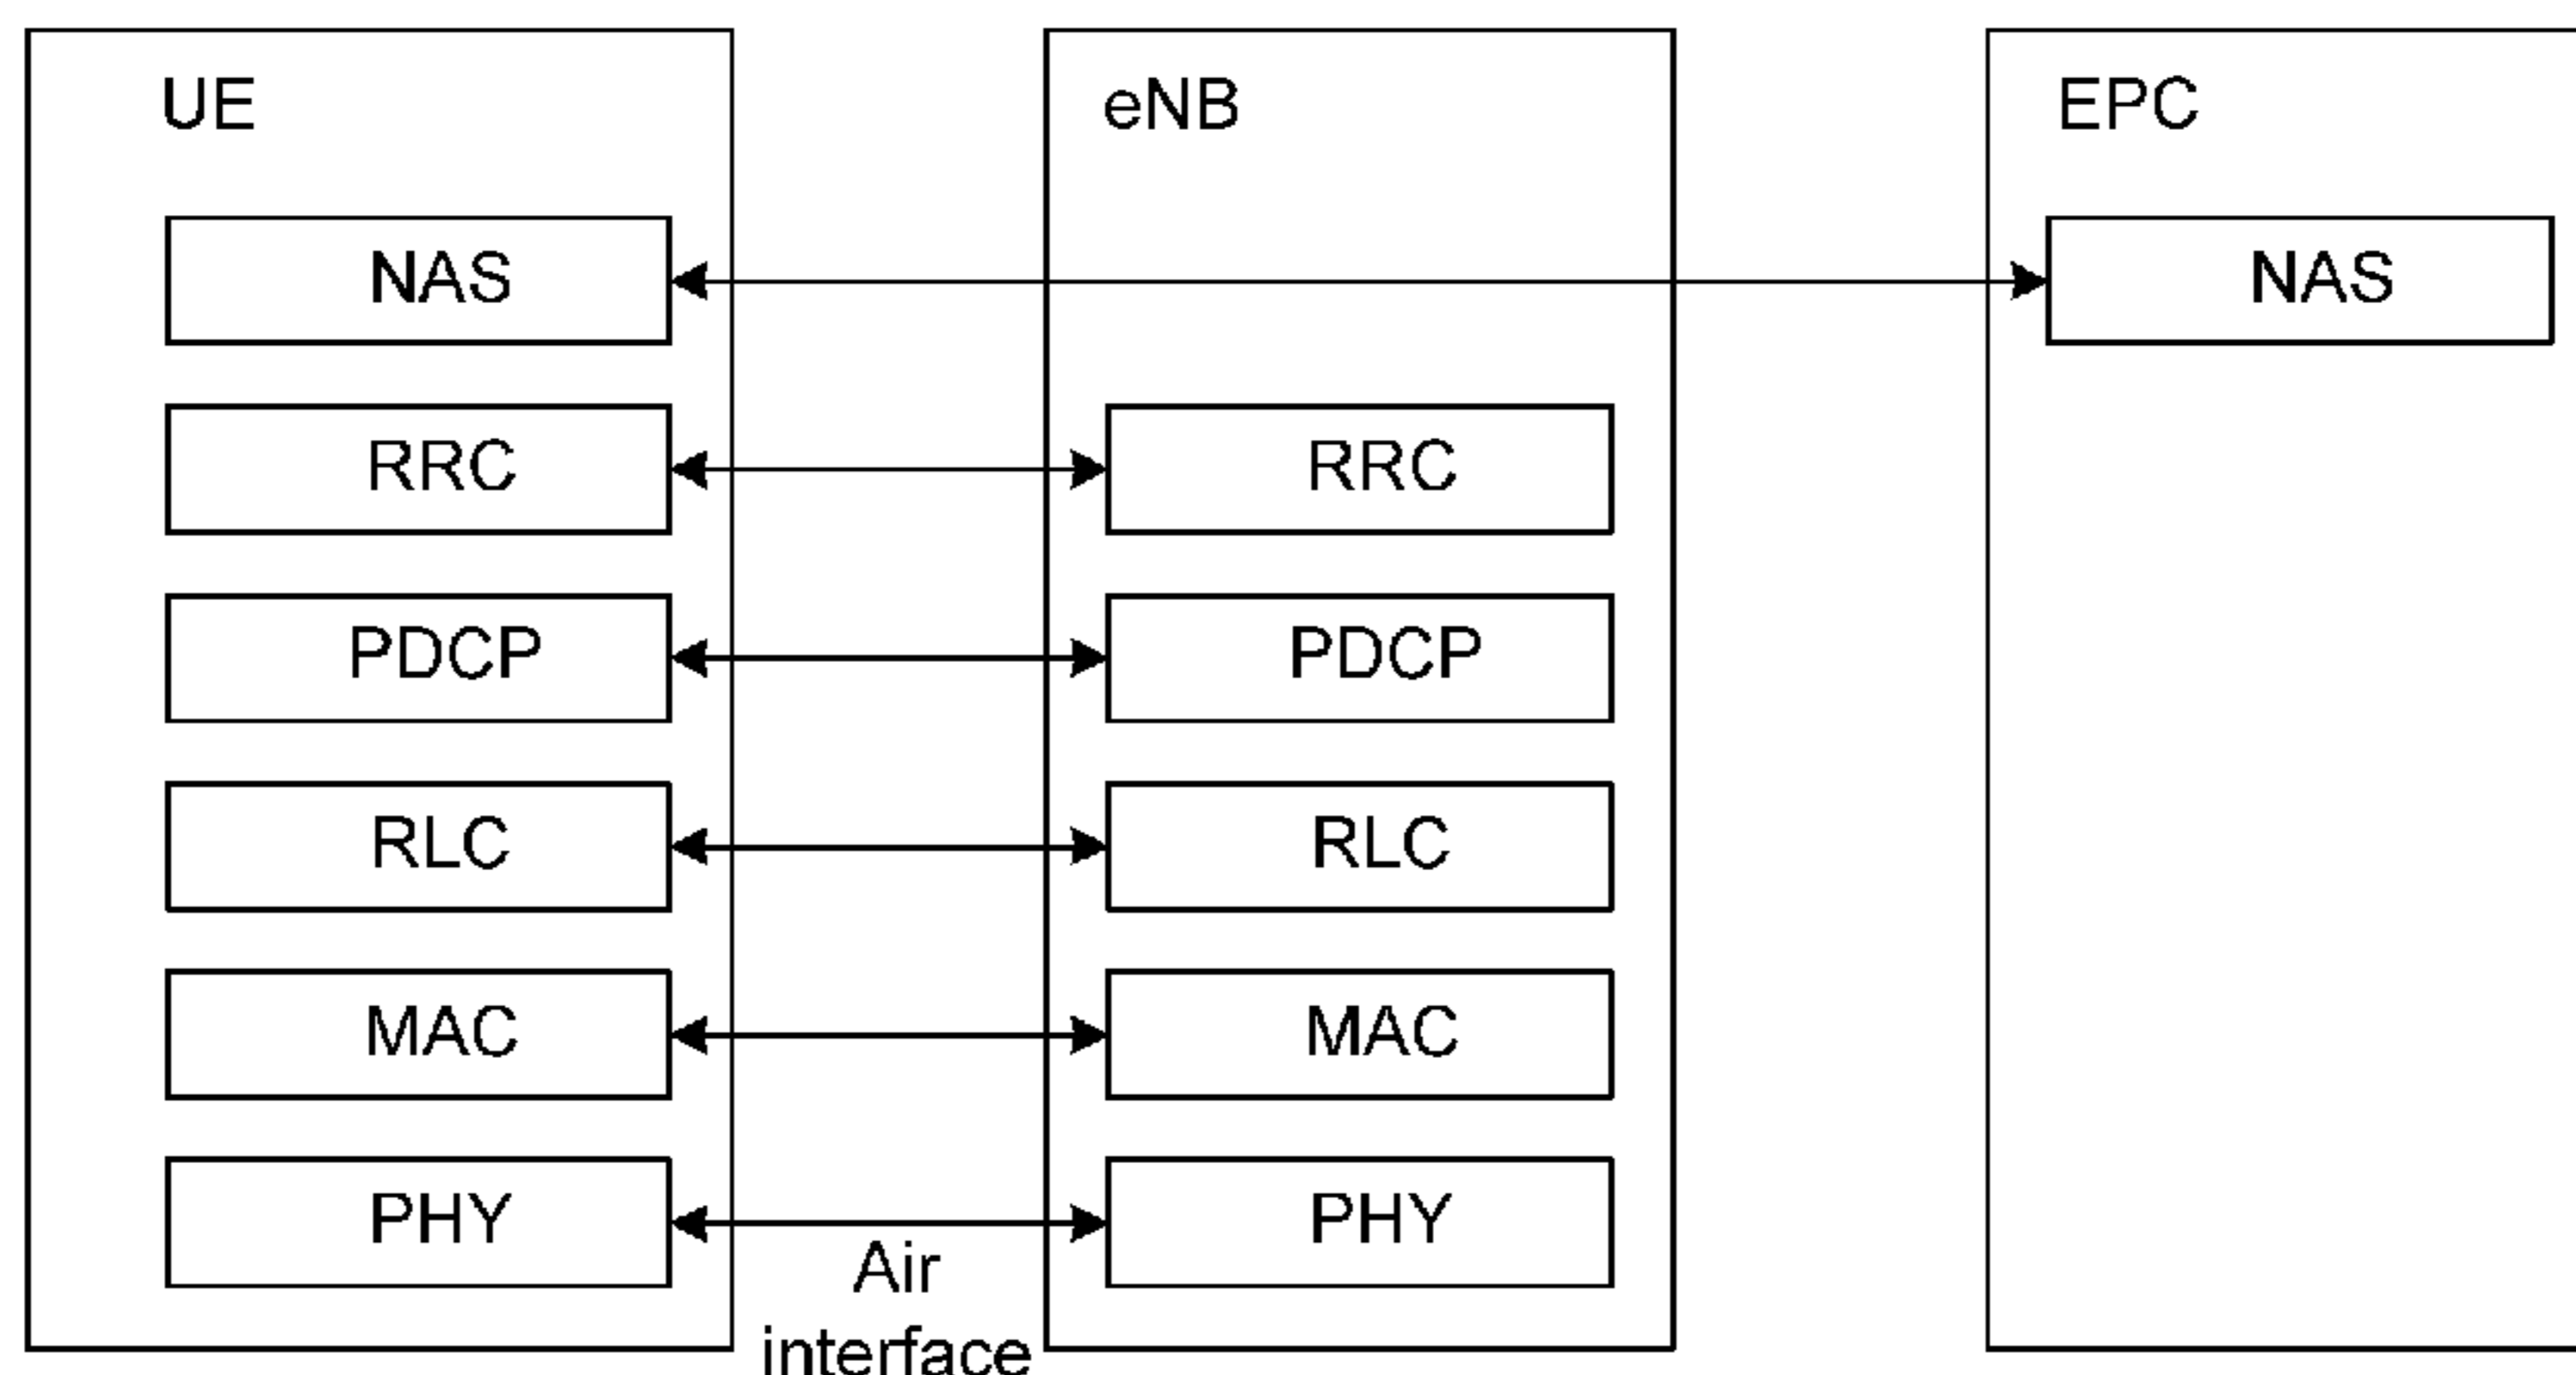 UE
eNB
EPC
NAS
NAS
RRC
RRC
PDCP
PDCP
RLC
RLC
MAC
MAC
PHY
PHY
Air
interface